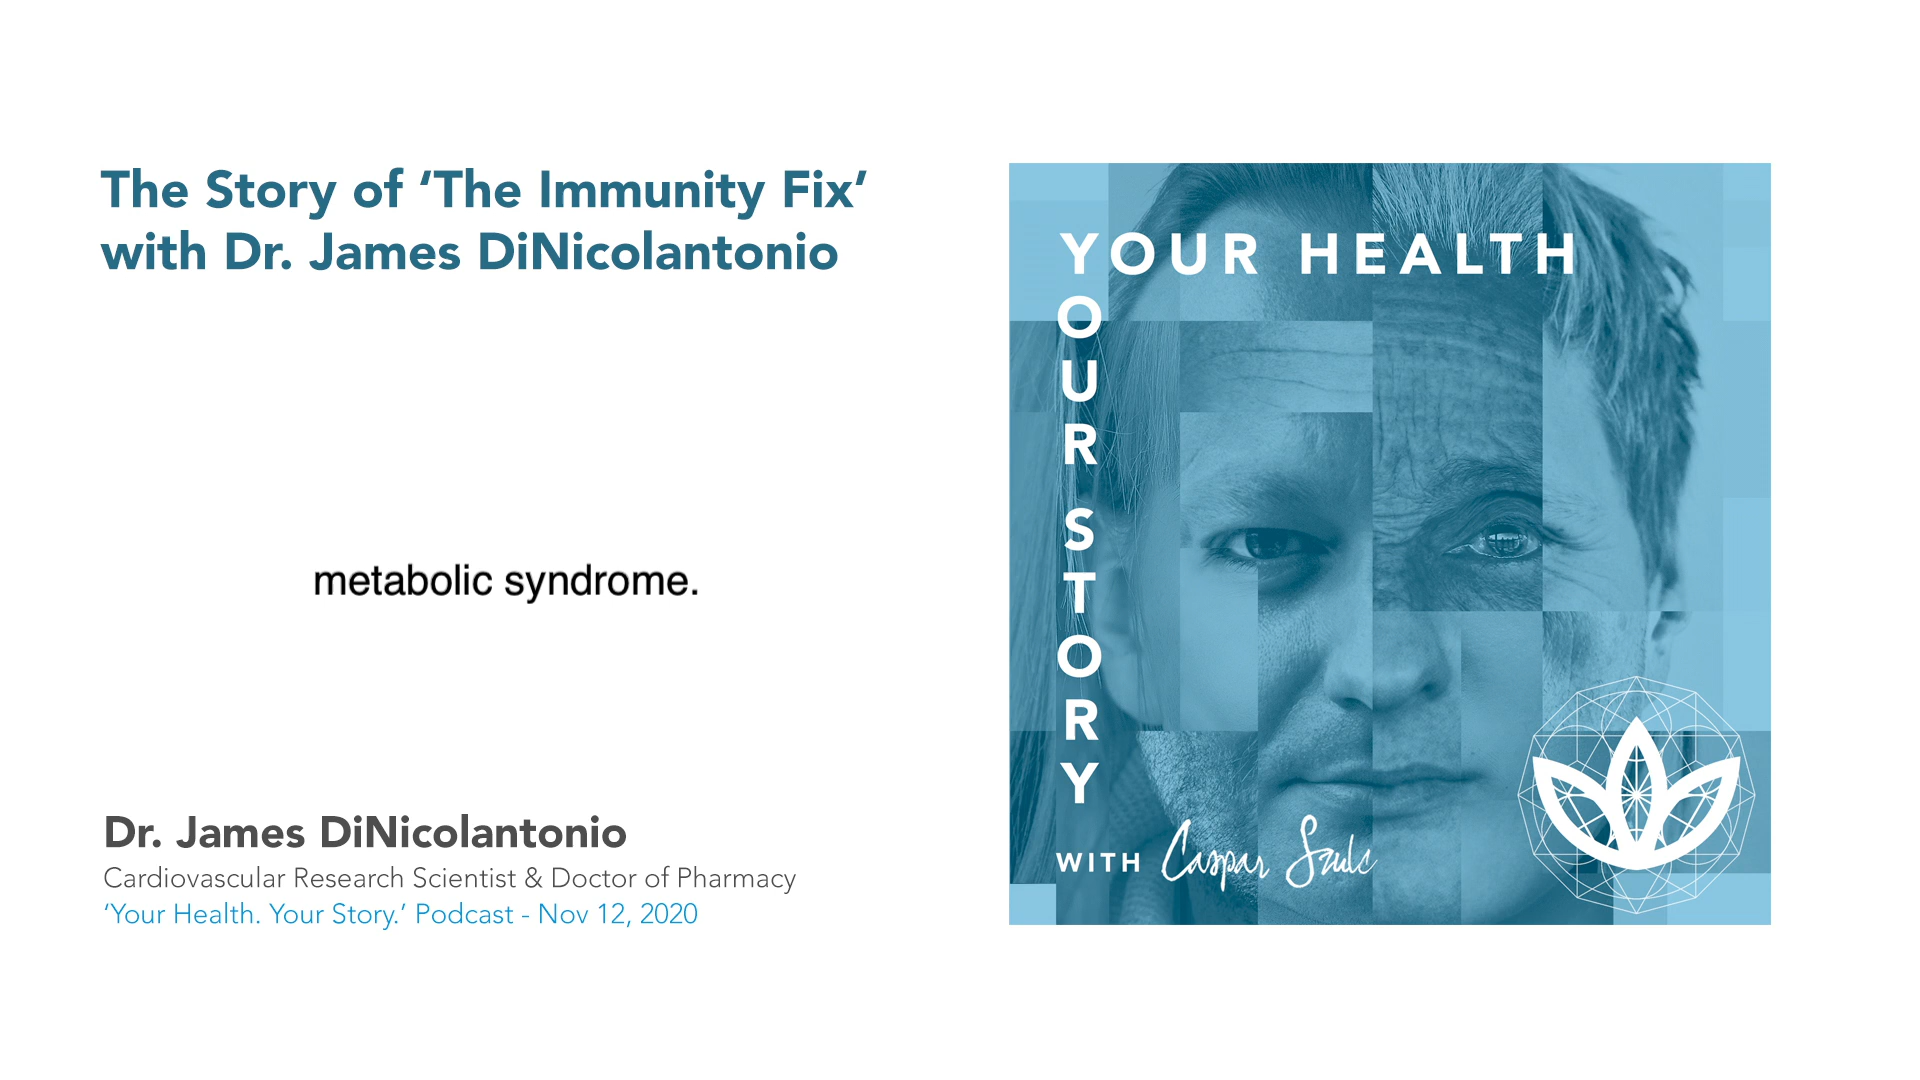 The Story of ‘The Immunity Fix’
with Dr. James DiNicolantonio
metabolic syndrome.
Dr. James DiNicolantonio
Cardiovascular Research Scientist & Doctor of Pharmacy
‘Your Health. Your Story.’ Podcast - Nov 12, 2020
YOUR HEALTH
YOUR
STORY
WITH Caspar Szulc